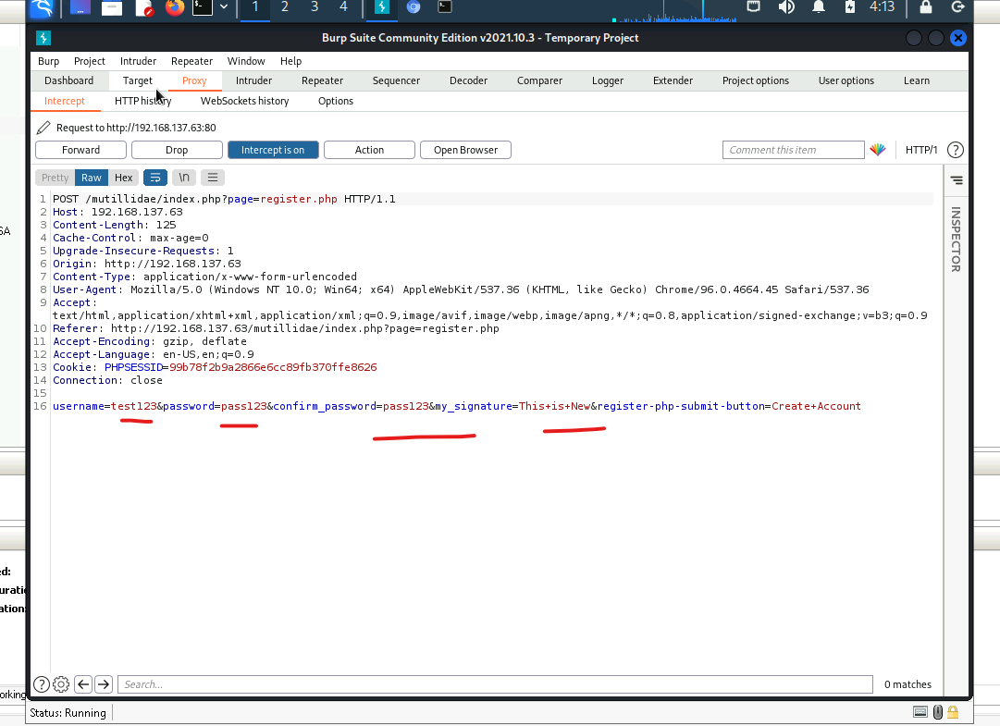 1 2 3 4 4:13
Burp Suite Community Edition v2021.10.3 - Temporary Project
Burp Project Intruder Repeater Window Help
Dashboard Target Proxy Intruder Repeater Sequencer Decoder Comparer Logger Extender Project options User options Learn
Intercept HTTP history WebSockets history Options
Request to http://192.168.137.63:80
Forward Drop Intercept is on Action Open Browser Comment this item HTTP/1 ?
Pretty Raw Hex \n
INSPECTOR
1 POST /mutillidae/index.php?page=register.php HTTP/1.1
2 Host: 192.168.137.63
3 Content-Length: 125
4 Cache-Control: max-age=0
5 Upgrade-Insecure-Requests: 1
6 Origin: http://192.168.137.63
7 Content-Type: application/x-www-form-urlencoded
8 User-Agent: Mozilla/5.0 (Windows NT 10.0; Win64; x64) AppleWebKit/537.36 (KHTML, like Gecko) Chrome/96.0.4664.45 Safari/537.36
9 Accept:
text/html,application/xhtml+xml,application/xml;q=0.9,image/avif,image/webp,image/apng,*/*;q=0.8,application/signed-exchange;v=b3;q=0.9
10 Referer: http://192.168.137.63/mutillidae/index.php?page=register.php
11 Accept-Encoding: gzip, deflate
12 Accept-Language: en-US,en;q=0.9
13 Cookie: PHPSESSID=99b78f2b9a2866e6cc89fb370ffe8626
14 Connection: close
15
16 username=test123&password=pass123&confirm_password=pass123&my_signature=This+is+New&register-php-submit-button=Create+Account
? Search... 0 matches
Status: Running